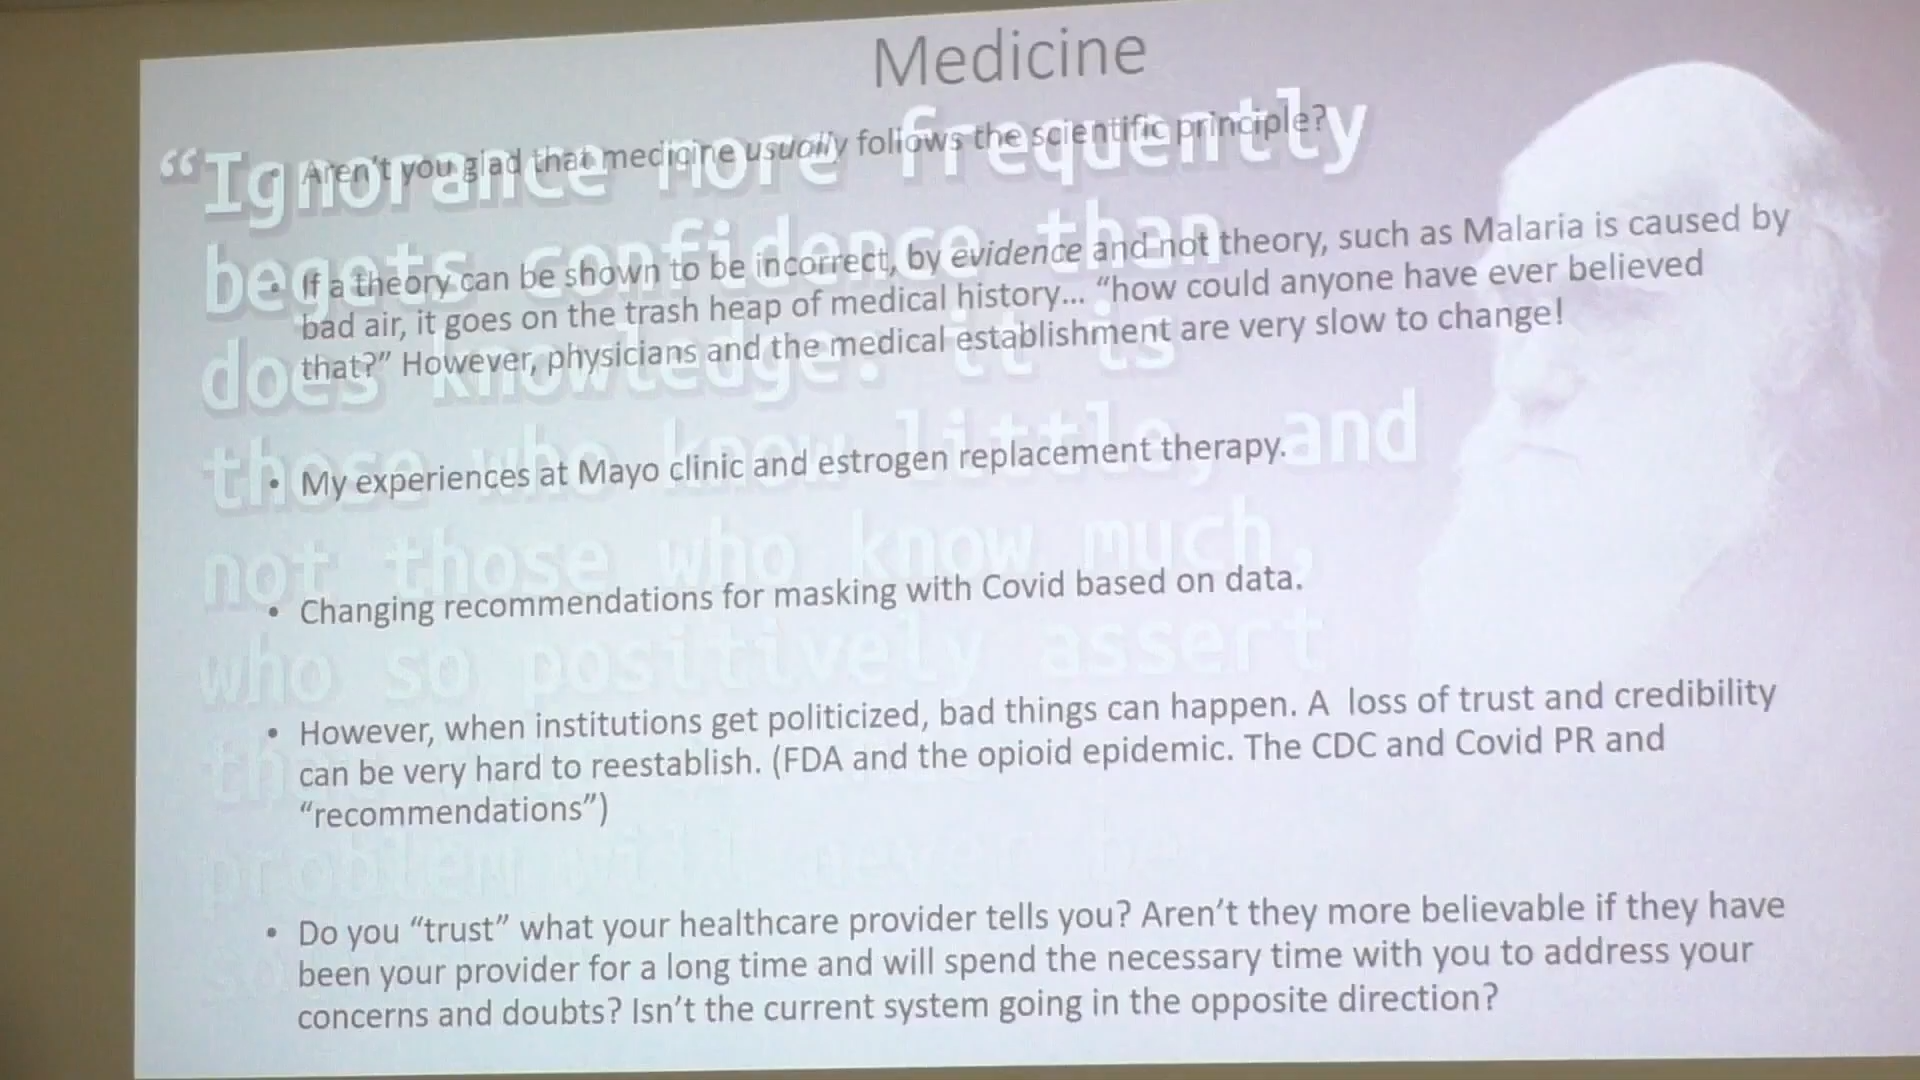 Medicine
• Aren't you glad that medicine usually follows the scientific principle?
• If a theory can be shown to be incorrect, by evidence and not theory, such as Malaria is caused by
bad air, it goes on the trash heap of medical history... “how could anyone have ever believed
that?” However, physicians and the medical establishment are very slow to change!
• My experiences at Mayo clinic and estrogen replacement therapy.
• Changing recommendations for masking with Covid based on data.
• However, when institutions get politicized, bad things can happen. A loss of trust and credibility
can be very hard to reestablish. (FDA and the opioid epidemic. The CDC and Covid PR and
“recommendations”)
• Do you “trust” what your healthcare provider tells you? Aren't they more believable if they have
been your provider for a long time and will spend the necessary time with you to address your
concerns and doubts? Isn't the current system going in the opposite direction?
“Ignorance more frequently
begets confidence than
does knowledge: it is
those who know little, and
not those who know much,
who so positively assert
problem will never be